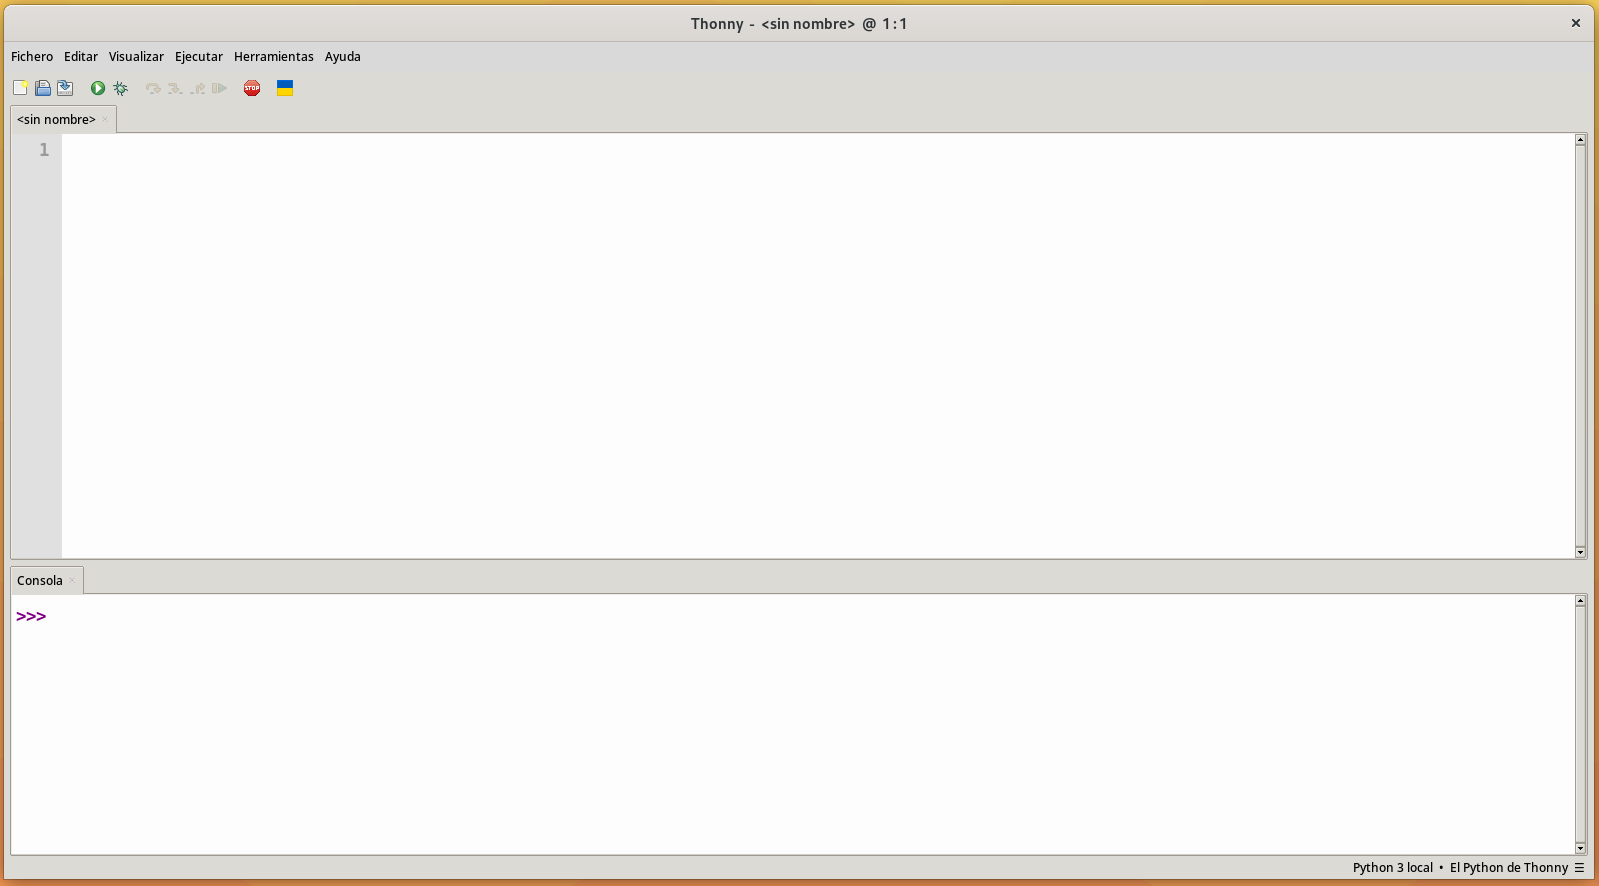 Thonny - <sin nombre> @ 1:1
Fichero Editar Visualizar Ejecutar Herramientas Ayuda
STOP
<sin nombre>
1
Consola
>>>
Python 3 local • El Python de Thonny ☰